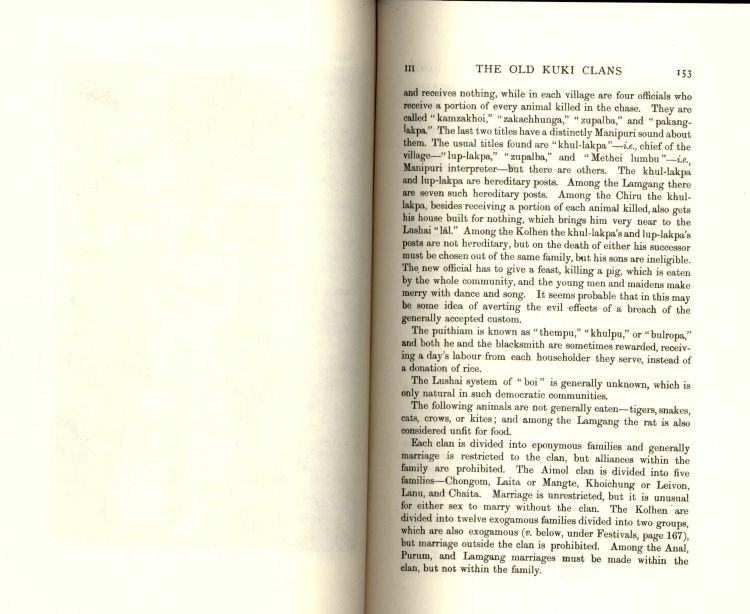 III THE OLD KUKI CLANS 153
and receives nothing, while in each village are four officials who
receive a portion of every animal killed in the chase. They are
called "kamzakhoi," "zakachhunga," "zupalba," and "pakang-
lakpa." The last two titles have a distinctly Manipuri sound about
them. The usual titles found are "khul-lakpa"—i.e., chief of the
village—"lup-lakpa," "zupalba," and "Methei lumbu"—i.e.,
Manipuri interpreter—but there are others. The khul-lakpa
and lup-lakpa are hereditary posts. Among the Lamgang there
are seven such hereditary posts. Among the Chiru the khul-
lakpa, besides receiving a portion of each animal killed, also gets
his house built for nothing, which brings him very near to the
Lushai "lāl." Among the Kolhen the khul-lakpa's and lup-lakpa's
posts are not hereditary, but on the death of either his successor
must be chosen out of the same family, but his sons are ineligible.
The new official has to give a feast, killing a pig, which is eaten
by the whole community, and the young men and maidens make
merry with dance and song. It seems probable that in this may
be some idea of averting the evil effects of a breach of the
generally accepted custom.
The puithiam is known as "thempu," "khulpu," or "bulropa,"
and both he and the blacksmith are sometimes rewarded, receiv-
ing a day's labour from each householder they serve, instead of
a donation of rice.
The Lushai system of "boi" is generally unknown, which is
only natural in such democratic communities.
The following animals are not generally eaten—tigers, snakes,
cats, crows, or kites; and among the Lamgang the rat is also
considered unfit for food.
Each clan is divided into eponymous families and generally
marriage is restricted to the clan, but alliances within the
family are prohibited. The Aimol clan is divided into five
families—Chongom, Laita or Mangte, Khoichung or Leivon,
Lanu, and Chaita. Marriage is unrestricted, but it is unusual
for either sex to marry without the clan. The Kolhen are
divided into twelve exogamous families divided into two groups,
which are also exogamous (v. below, under Festivals, page 167),
but marriage outside the clan is prohibited. Among the Anal,
Purum, and Lamgang marriages must be made within the
clan, but not within the family.